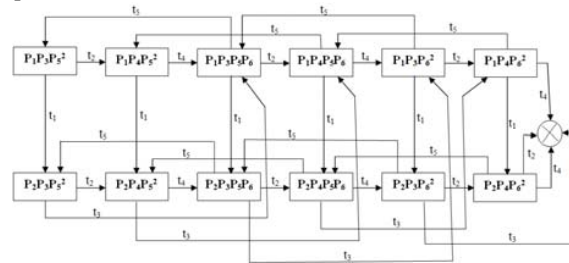 t₅ t₅
t₅ t₅
P₁P₃P₅² t₂ P₁P₄P₅² t₄ P₁P₃P₅P₆ t₂ P₁P₄P₅P₆ t₄ P₁P₃P₆² t₂ P₁P₄P₆²
t₄
t₁ t₁ t₁ t₁ t₁ t₁
t₅ t₅ t₂ t₄
t₅ t₅
P₂P₃P₅² t₂ P₂P₄P₅² t₄ P₂P₃P₅P₆ t₂ P₂P₄P₅P₆ t₄ P₂P₃P₆² t₂ P₂P₄P₆²
t₃ t₃
t₃ t₃
t₃